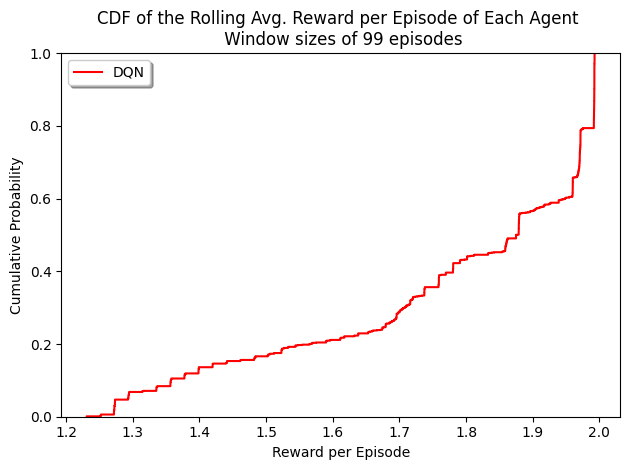 CDF of the Rolling Avg. Reward per Episode of Each Agent
Window sizes of 99 episodes
DQN
1.0
0.8
0.6
0.4
0.2
0.0
Cumulative Probability
1.2 1.3 1.4 1.5 1.6 1.7 1.8 1.9 2.0
Reward per Episode